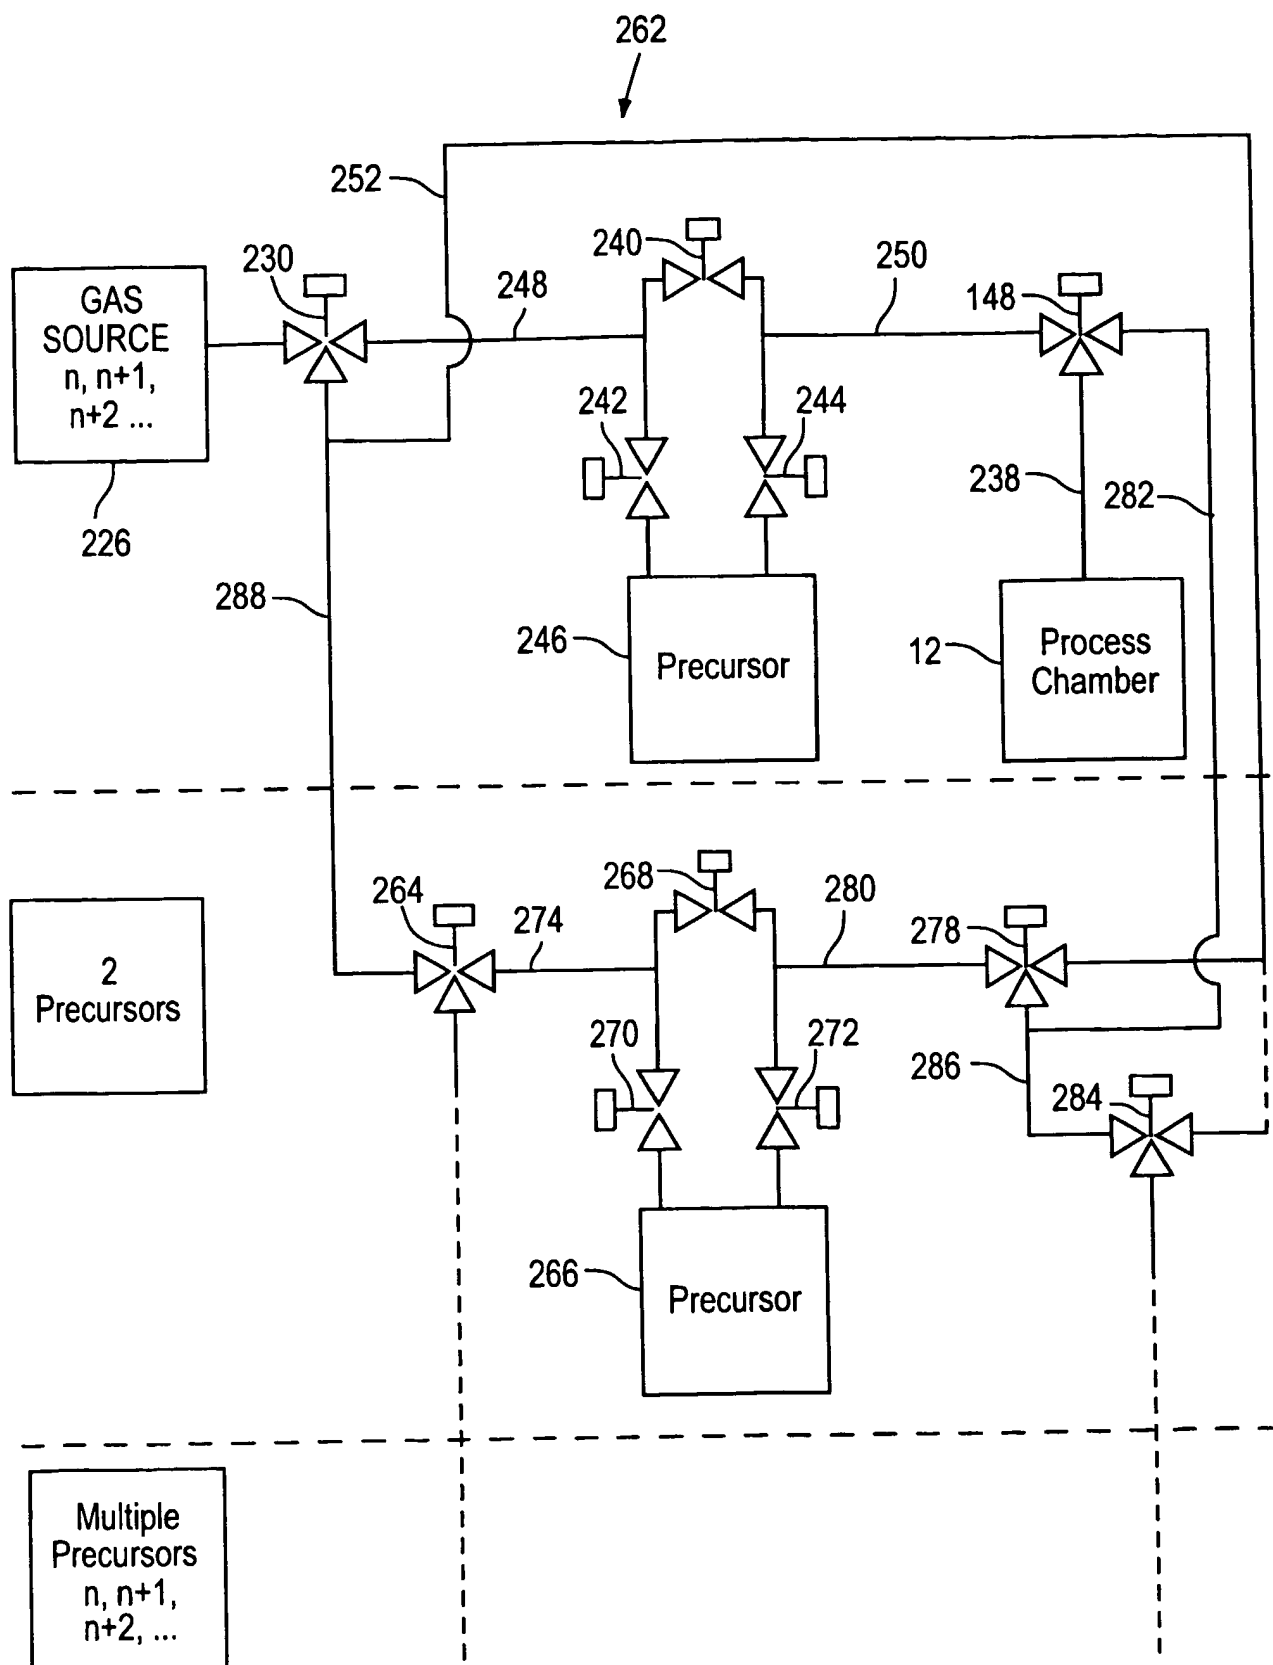 262
252
240
230
248
250
148
GAS
SOURCE
n, n+1,
n+2 ...
242
244
238
282
226
288
246
Precursor
12
Process
Chamber
264
274
268
280
278
2
Precursors
270
272
286
284
266
Precursor
Multiple
Precursors
n, n+1,
n+2, ...